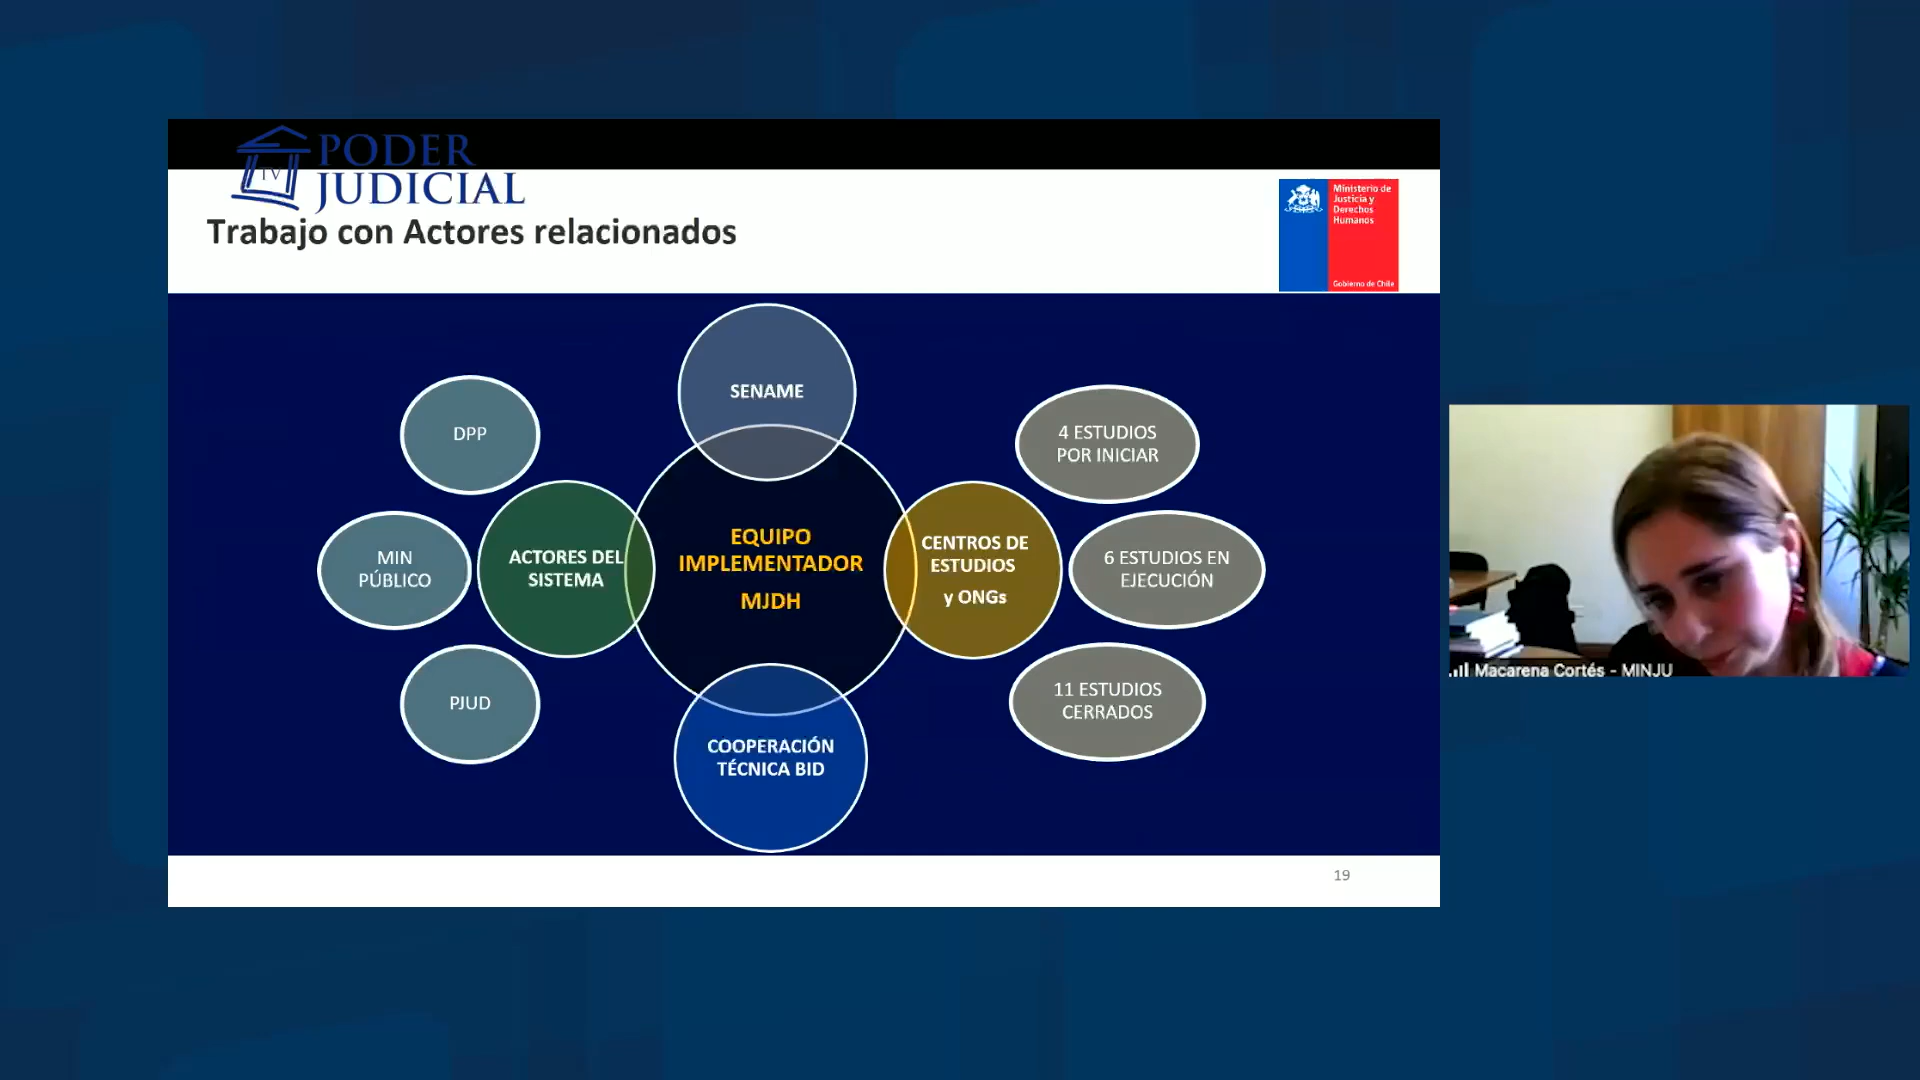 PODER
TV
JUDICIAL
Trabajo con Actores relacionados
Ministerio de
Justicia y
Derechos
Humanos
Gobierno de Chile
SENAME
DPP
4 ESTUDIOS
POR INICIAR
MIN
PÚBLICO
ACTORES DEL
SISTEMA
EQUIPO
IMPLEMENTADOR
MJDH
CENTROS DE
ESTUDIOS
y ONGs
6 ESTUDIOS EN
EJECUCIÓN
PJUD
11 ESTUDIOS
CERRADOS
COOPERACIÓN
TÉCNICA BID
19
Macarena Cortés - MINJU